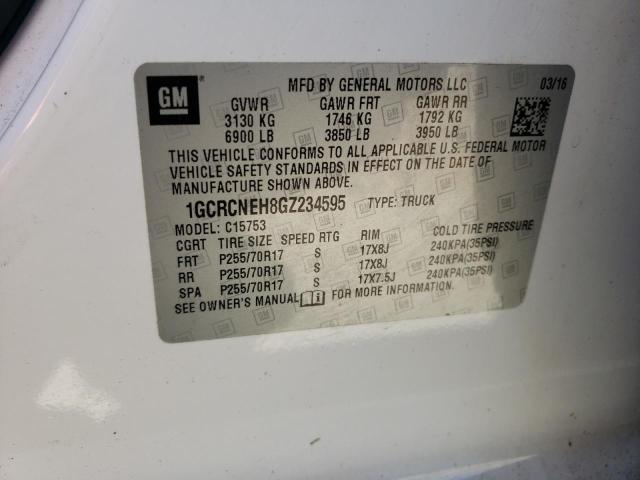 GM
MFD BY GENERAL MOTORS LLC 03/16
GVWR GAWR FRT GAWR RR
3130 KG 1746 KG 1792 KG
6900 LB 3850 LB 3950 LB
THIS VEHICLE CONFORMS TO ALL APPLICABLE U.S. FEDERAL MOTOR
VEHICLE SAFETY STANDARDS IN EFFECT ON THE DATE OF
MANUFACTURE SHOWN ABOVE.
1GCRCNEH8GZ234595 TYPE: TRUCK
MODEL: C15753
CGRT TIRE SIZE SPEED RTG RIM COLD TIRE PRESSURE
FRT P255/70R17 S 17X8J 240KPA(35PSI)
RR P255/70R17 S 17X8J 240KPA(35PSI)
SPA P255/70R17 S 17X7.5J 240KPA(35PSI)
SEE OWNER'S MANUAL FOR MORE INFORMATION.